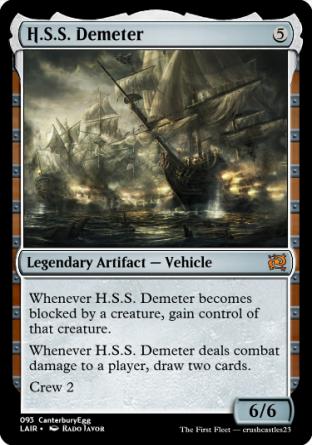 H.S.S. Demeter 5
Legendary Artifact — Vehicle
Whenever H.S.S. Demeter becomes
blocked by a creature, gain control of
that creature.
Whenever H.S.S. Demeter deals combat
damage to a player, draw two cards.
Crew 2
6/6
093 CanterburyEgg
LAIR • Rado Javor
The First Fleet — crushcastles23